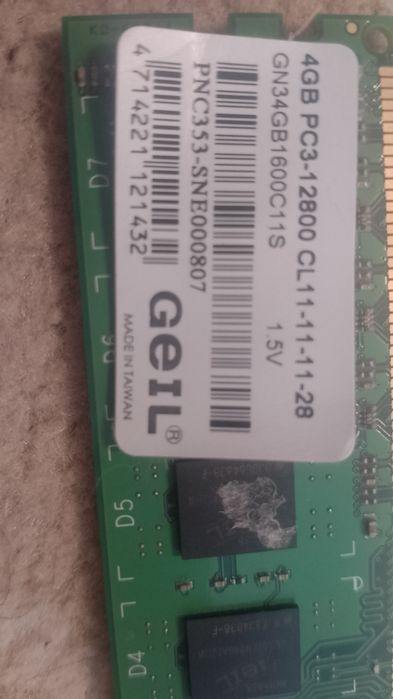 4GB PC3-12800 CL11-11-11-28
GN34GB1600C11S
1.5V
PNC353-SNE000807
4 714221 121432
GeIL®
MADE IN TAIWAN
D7
D6
D5
D4